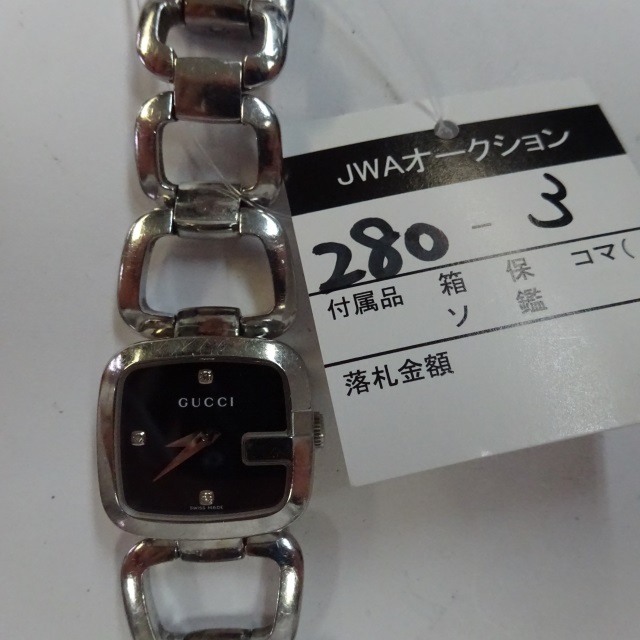 JWAオークション
280 - 3
付属品 箱 保 コマ(
ソ 鑑
落札金額
GUCCI
SWISS MADE